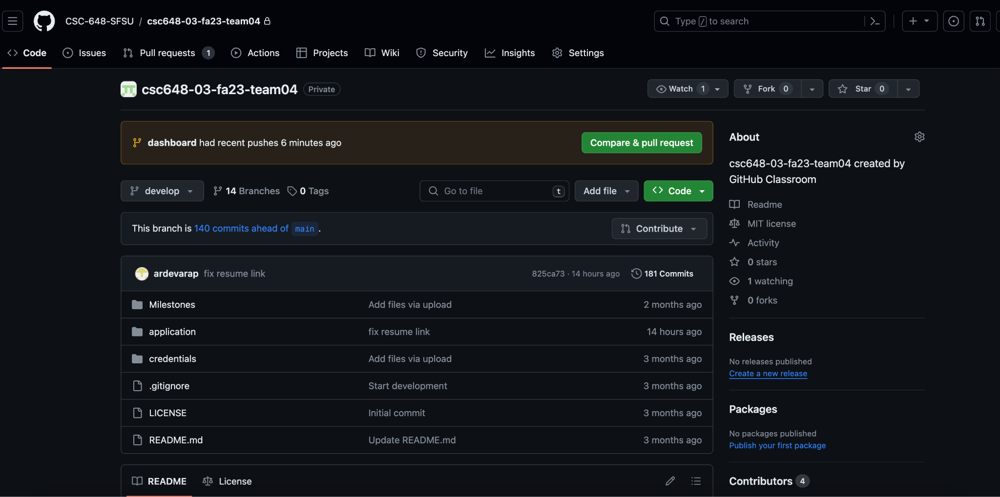 CSC-648-SFSU / csc648-03-fa23-team04
Type / to search
Code Issues Pull requests 1 Actions Projects Wiki Security Insights Settings
csc648-03-fa23-team04 Private
Watch 1 Fork 0 Star 0
dashboard had recent pushes 6 minutes ago
Compare & pull request
develop 14 Branches 0 Tags
Go to file t
Add file
Code
This branch is 140 commits ahead of main .
Contribute
ardevarap fix resume link 825ca73 · 14 hours ago 181 Commits
Milestones Add files via upload 2 months ago
application fix resume link 14 hours ago
credentials Add files via upload 3 months ago
.gitignore Start development 3 months ago
LICENSE Initial commit 3 months ago
README.md Update README.md 3 months ago
README License
About
csc648-03-fa23-team04 created by
GitHub Classroom
Readme
MIT license
Activity
0 stars
1 watching
0 forks
Releases
No releases published
Create a new release
Packages
No packages published
Publish your first package
Contributors 4